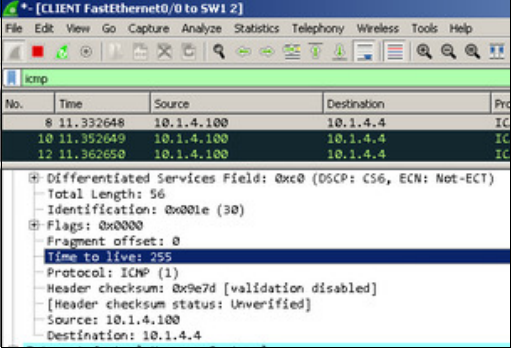 *- [CLIENT FastEthernet0/0 to SW1 2]
File Edit View Go Capture Analyze Statistics Telephony Wireless Tools Help
icmp
No. Time Source Destination
8 11.332648 10.1.4.100 10.1.4.4 IC
10 11.352649 10.1.4.100 10.1.4.4 IC
12 11.362650 10.1.4.100 10.1.4.4 IC
Differentiated Services Field: 0xc0 (DSCP: CS6, ECN: Not-ECT)
Total Length: 56
Identification: 0x001e (30)
Flags: 0x0000
Fragment offset: 0
Time to live: 255
Protocol: ICMP (1)
Header checksum: 0x9e7d [validation disabled]
[Header checksum status: Unverified]
Source: 10.1.4.100
Destination: 10.1.4.4